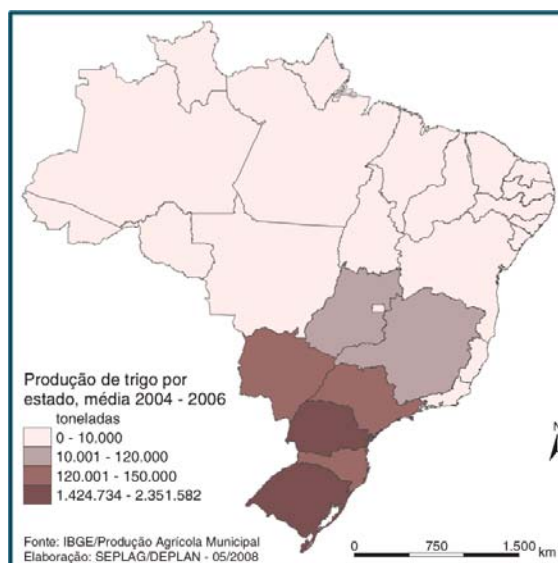 Produção de trigo por
estado, média 2004 - 2006
toneladas
0 - 10.000
10.001 - 120.000
120.001 - 150.000
1.424.734 - 2.351.582
Fonte: IBGE/Produção Agrícola Municipal
Elaboração: SEPLAG/DEPLAN - 05/2008
N
0 750 1.500
km